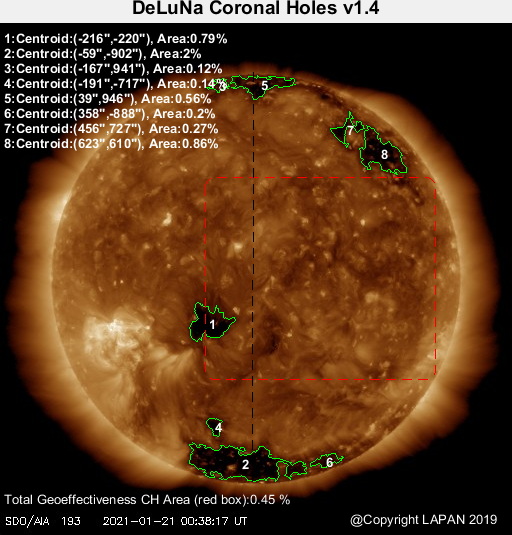 DeLuNa Coronal Holes v1.4
1:Centroid:(-216",-220"), Area:0.79%
2:Centroid:(-59",-902"), Area:2%
3:Centroid:(-167",941"), Area:0.12%
4:Centroid:(-191",-717"), Area:0.14%
5:Centroid:(39",946"), Area:0.56%
6:Centroid:(358",-888"), Area:0.2%
7:Centroid:(456",727"), Area:0.27%
8:Centroid:(623",610"), Area:0.86%
3
5
7
8
1
4
2
6
Total Geoeffectiveness CH Area (red box):0.45 %
SDO/AIA 193 2021-01-21 00:38:17 UT
@Copyright LAPAN 2019